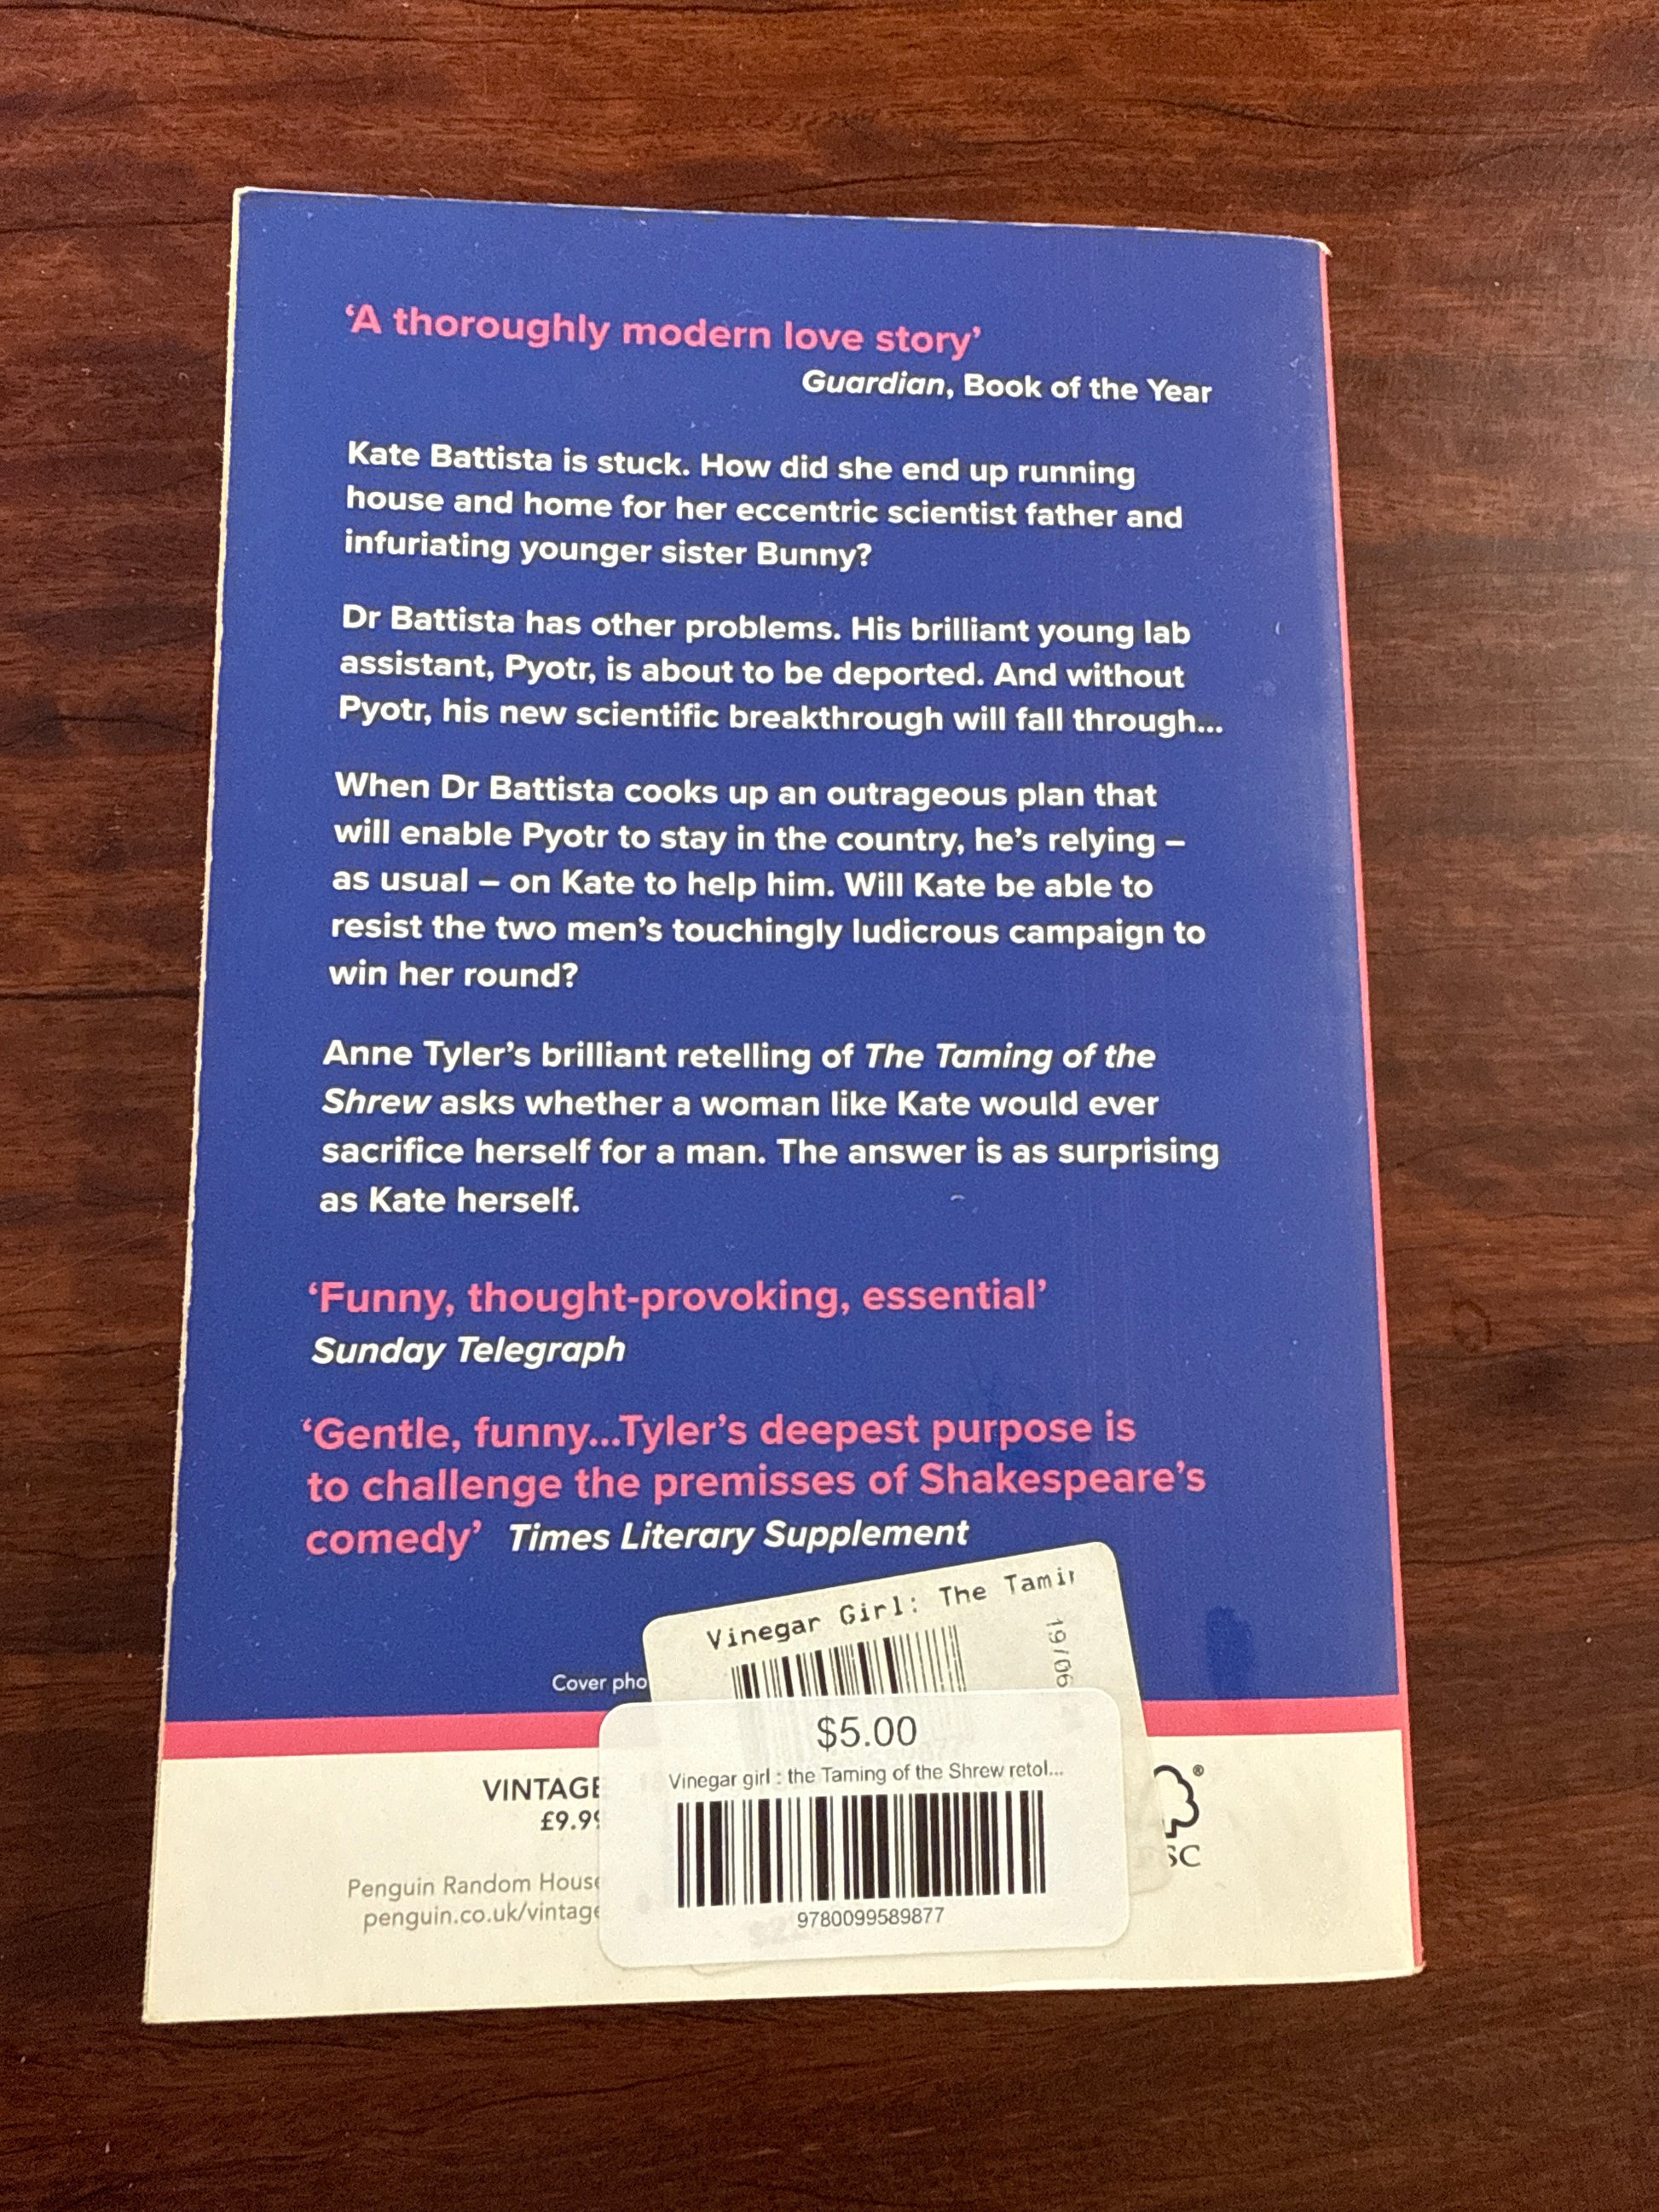 ‘A thoroughly modern love story’
Guardian, Book of the Year
Kate Battista is stuck. How did she end up running
house and home for her eccentric scientist father and
infuriating younger sister Bunny?
Dr Battista has other problems. His brilliant young lab
assistant, Pyotr, is about to be deported. And without
Pyotr, his new scientific breakthrough will fall through...
When Dr Battista cooks up an outrageous plan that
will enable Pyotr to stay in the country, he’s relying –
as usual – on Kate to help him. Will Kate be able to
resist the two men’s touchingly ludicrous campaign to
win her round?
Anne Tyler’s brilliant retelling of The Taming of the
Shrew asks whether a woman like Kate would ever
sacrifice herself for a man. The answer is as surprising
as Kate herself.
‘Funny, thought-provoking, essential’
Sunday Telegraph
‘Gentle, funny...Tyler’s deepest purpose is
to challenge the premisses of Shakespeare’s
comedy’ Times Literary Supplement
Vinegar Girl: The Tamin
19/06
Cover pho
$5.00
Vinegar girl : the Taming of the Shrew retol...
9780099589877
VINTAGE
£9.99
Penguin Random House
penguin.co.uk/vintage
®
SC